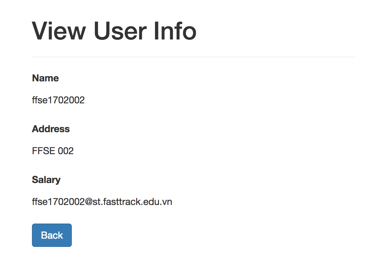 View User Info
Name
ffse1702002
Address
FFSE 002
Salary
ffse1702002@st.fasttrack.edu.vn
Back